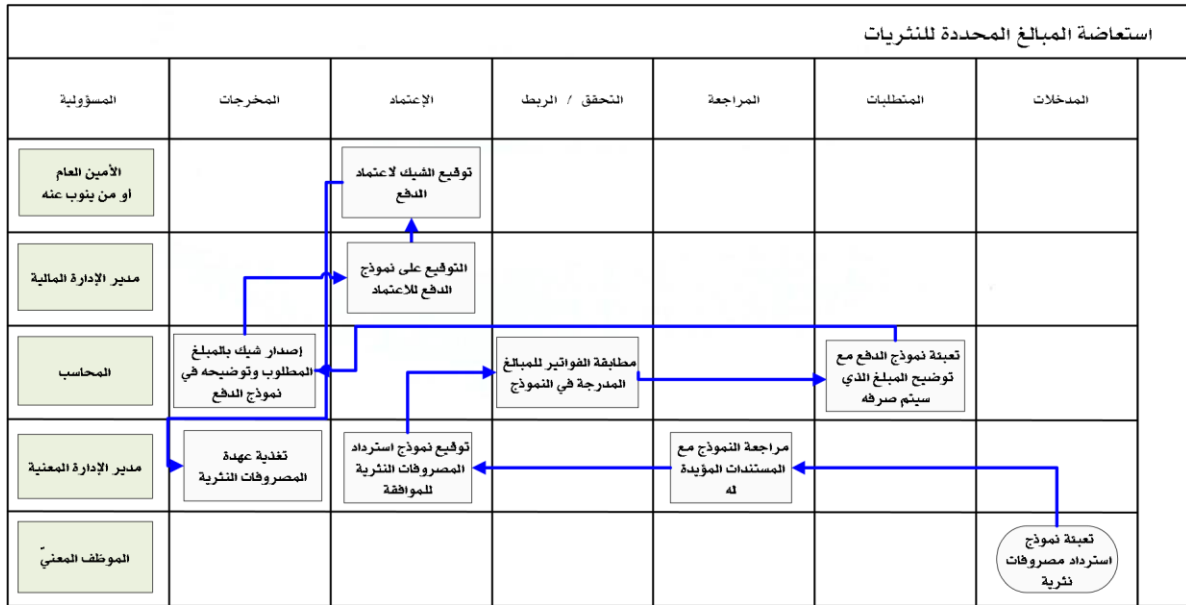 استعاضة المبالغ المحددة للنثريات
المدخلات
المتطلبات
المراجعة
التحقق / الربط
الإعتماد
المخرجات
المسؤولية
توقيع الشيك لاعتماد
الدفع
الأمين العام
أو من ينوب عنه
التوقيع على نموذج
الدفع للاعتماد
مدير الإدارة المالية
تعبئة نموذج الدفع مع
توضيح المبلغ الذي
سيتم صرفه
مطابقة الفواتير للمبالغ
المدرجة في النموذج
إصدار شيك بالمبلغ
المطلوب وتوضيحه في
نموذج الدفع
المحاسب
مراجعة النموذج مع
المستندات المؤيدة
له
توقيع نموذج استرداد
المصروفات النثرية
للموافقة
تغذية عهدة
المصروفات النثرية
مدير الإدارة المعنية
تعبئة نموذج
استرداد مصروفات
نثرية
الموظف المعنيّ